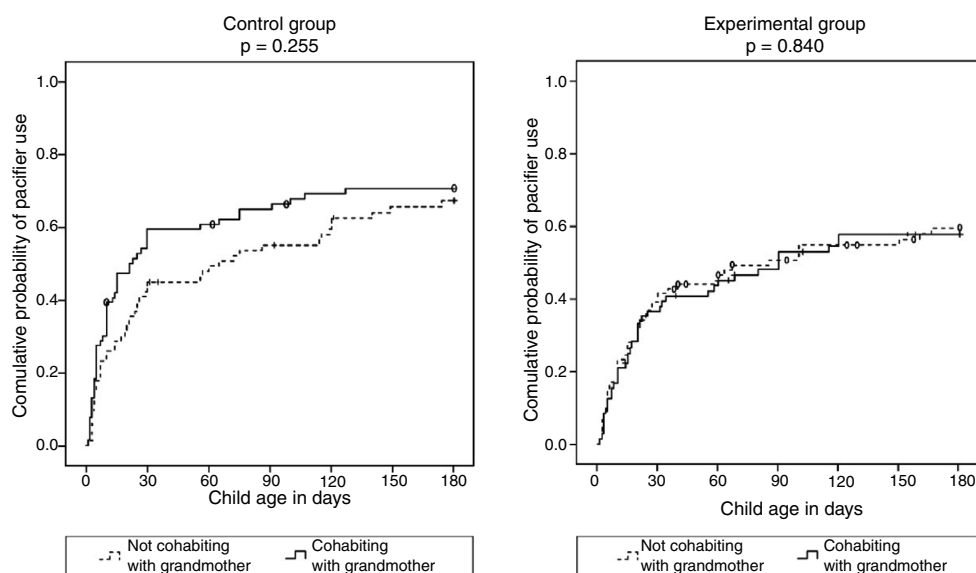 Control group
p = 0.255
Comulative probability of pacifier use
1.0
0.8
0.6
0.4
0.2
0.0
0 30 60 90 120 150 180
Child age in days
Not cohabiting
with grandmother
Cohabiting
with grandmother
Experimental group
p = 0.840
Comulative probability of pacifier use
1.0
0.8
0.6
0.4
0.2
0.0
0 30 60 90 120 150 180
Child age in days
Not cohabiting
with grandmother
Cohabiting
with grandmother